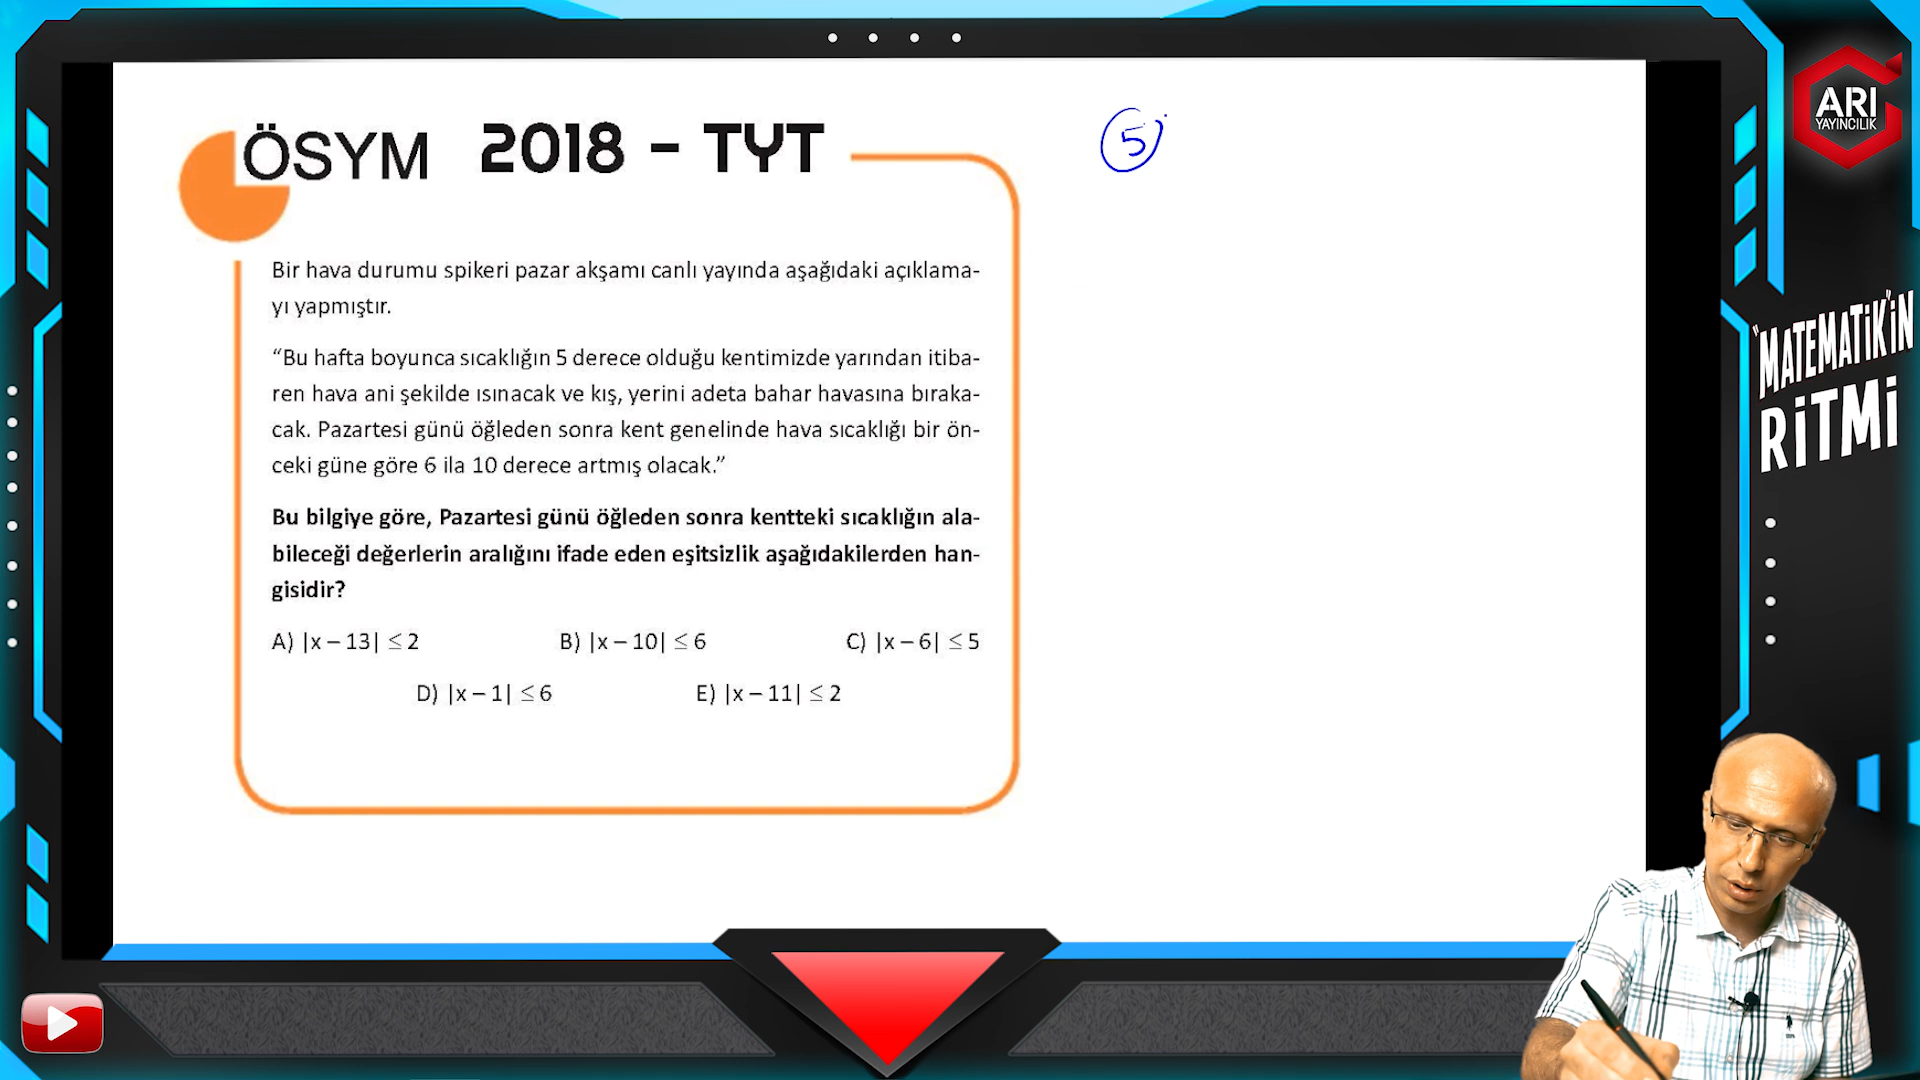 ÖSYM 2018 - TYT
5
Bir hava durumu spikeri pazar akşamı canlı yayında aşağıdaki açıklama-
yı yapmıştır.
“Bu hafta boyunca sıcaklığın 5 derece olduğu kentimizde yarından itiba-
ren hava ani şekilde ısınacak ve kış, yerini adeta bahar havasına bıraka-
cak. Pazartesi günü öğleden sonra kent genelinde hava sıcaklığı bir ön-
ceki güne göre 6 ila 10 derece artmış olacak.”
Bu bilgiye göre, Pazartesi günü öğleden sonra kentteki sıcaklığın ala-
bileceği değerlerin aralığını ifade eden eşitsizlik aşağıdakilerden han-
gisidir?
A) |x – 13| ≤ 2 B) |x – 10| ≤ 6 C) |x – 6| ≤ 5
D) |x – 1| ≤ 6 E) |x – 11| ≤ 2
ARI
YAYINCILIK
"MATEMATİK"İN
RİTMİ